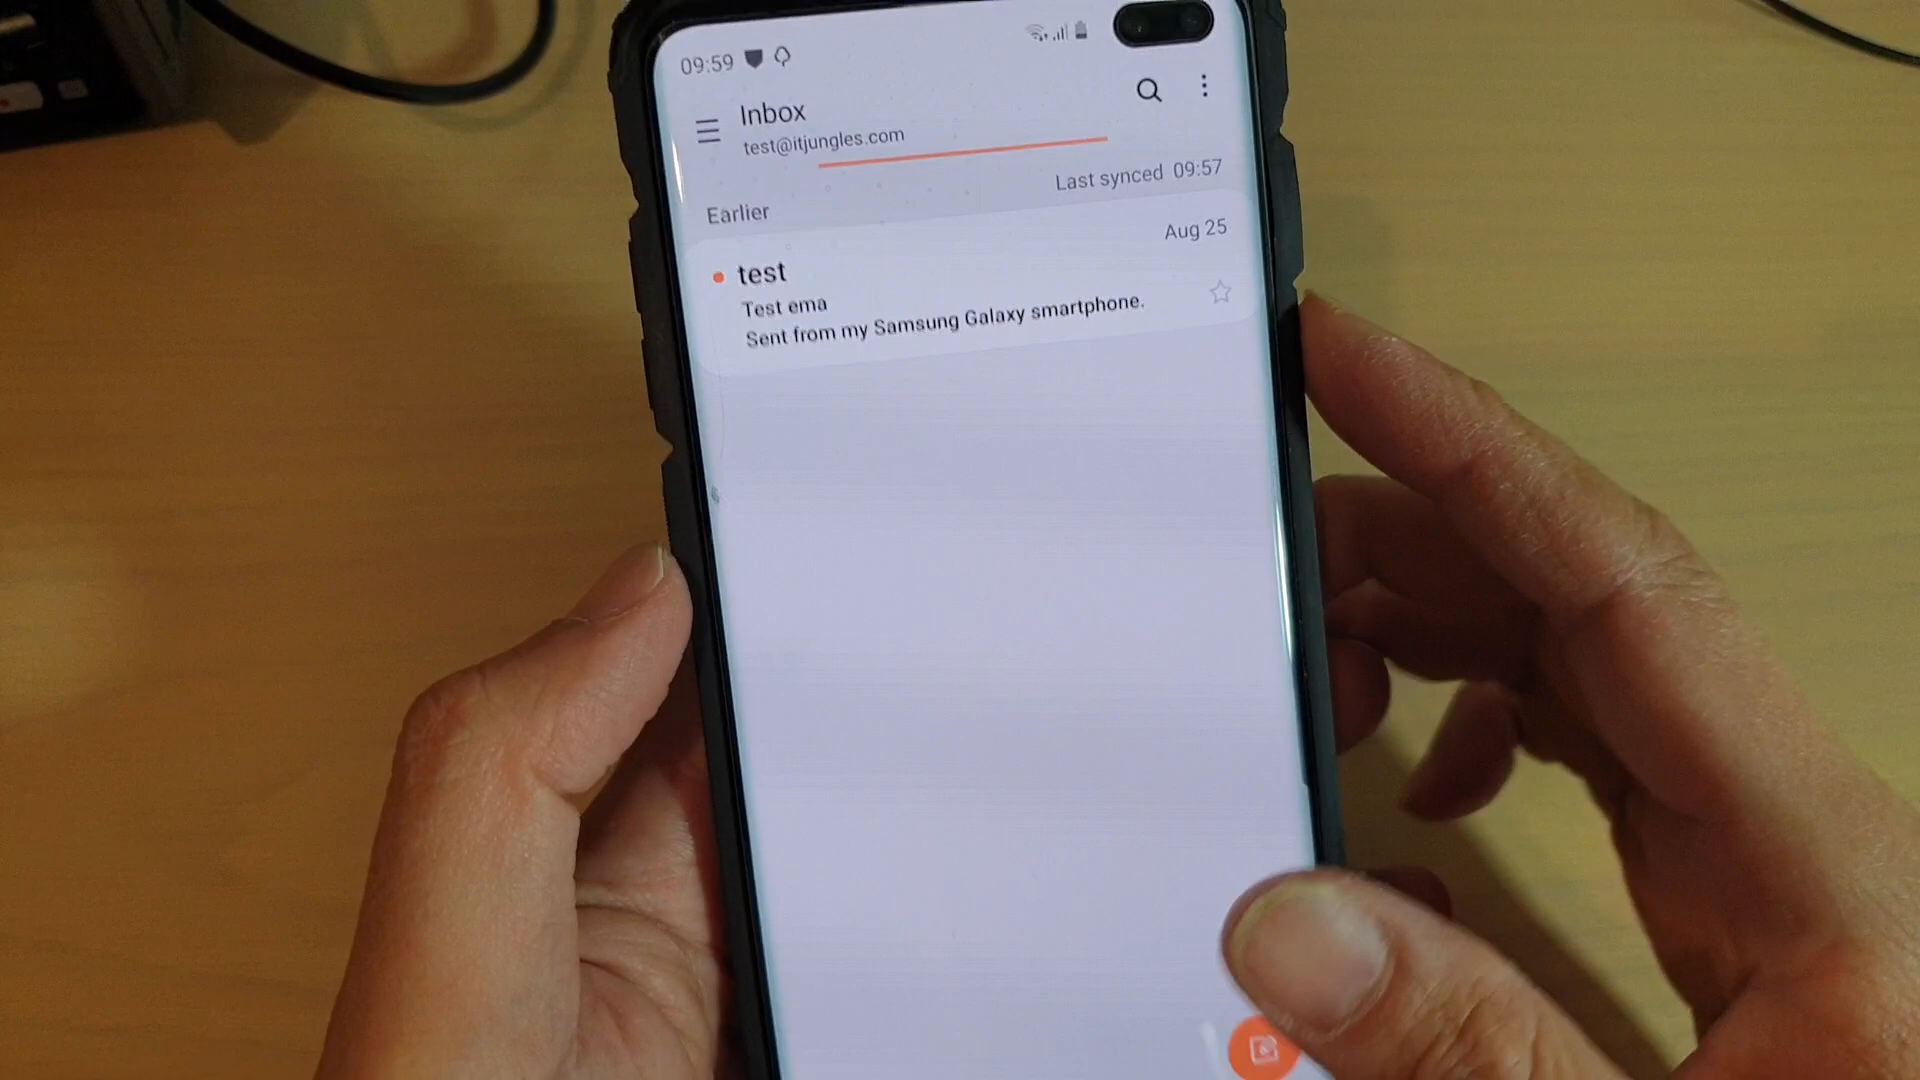 09:59
Inbox
test@itjungles.com
Last synced 09:57
Earlier
Aug 25
test
Test ema
Sent from my Samsung Galaxy smartphone.